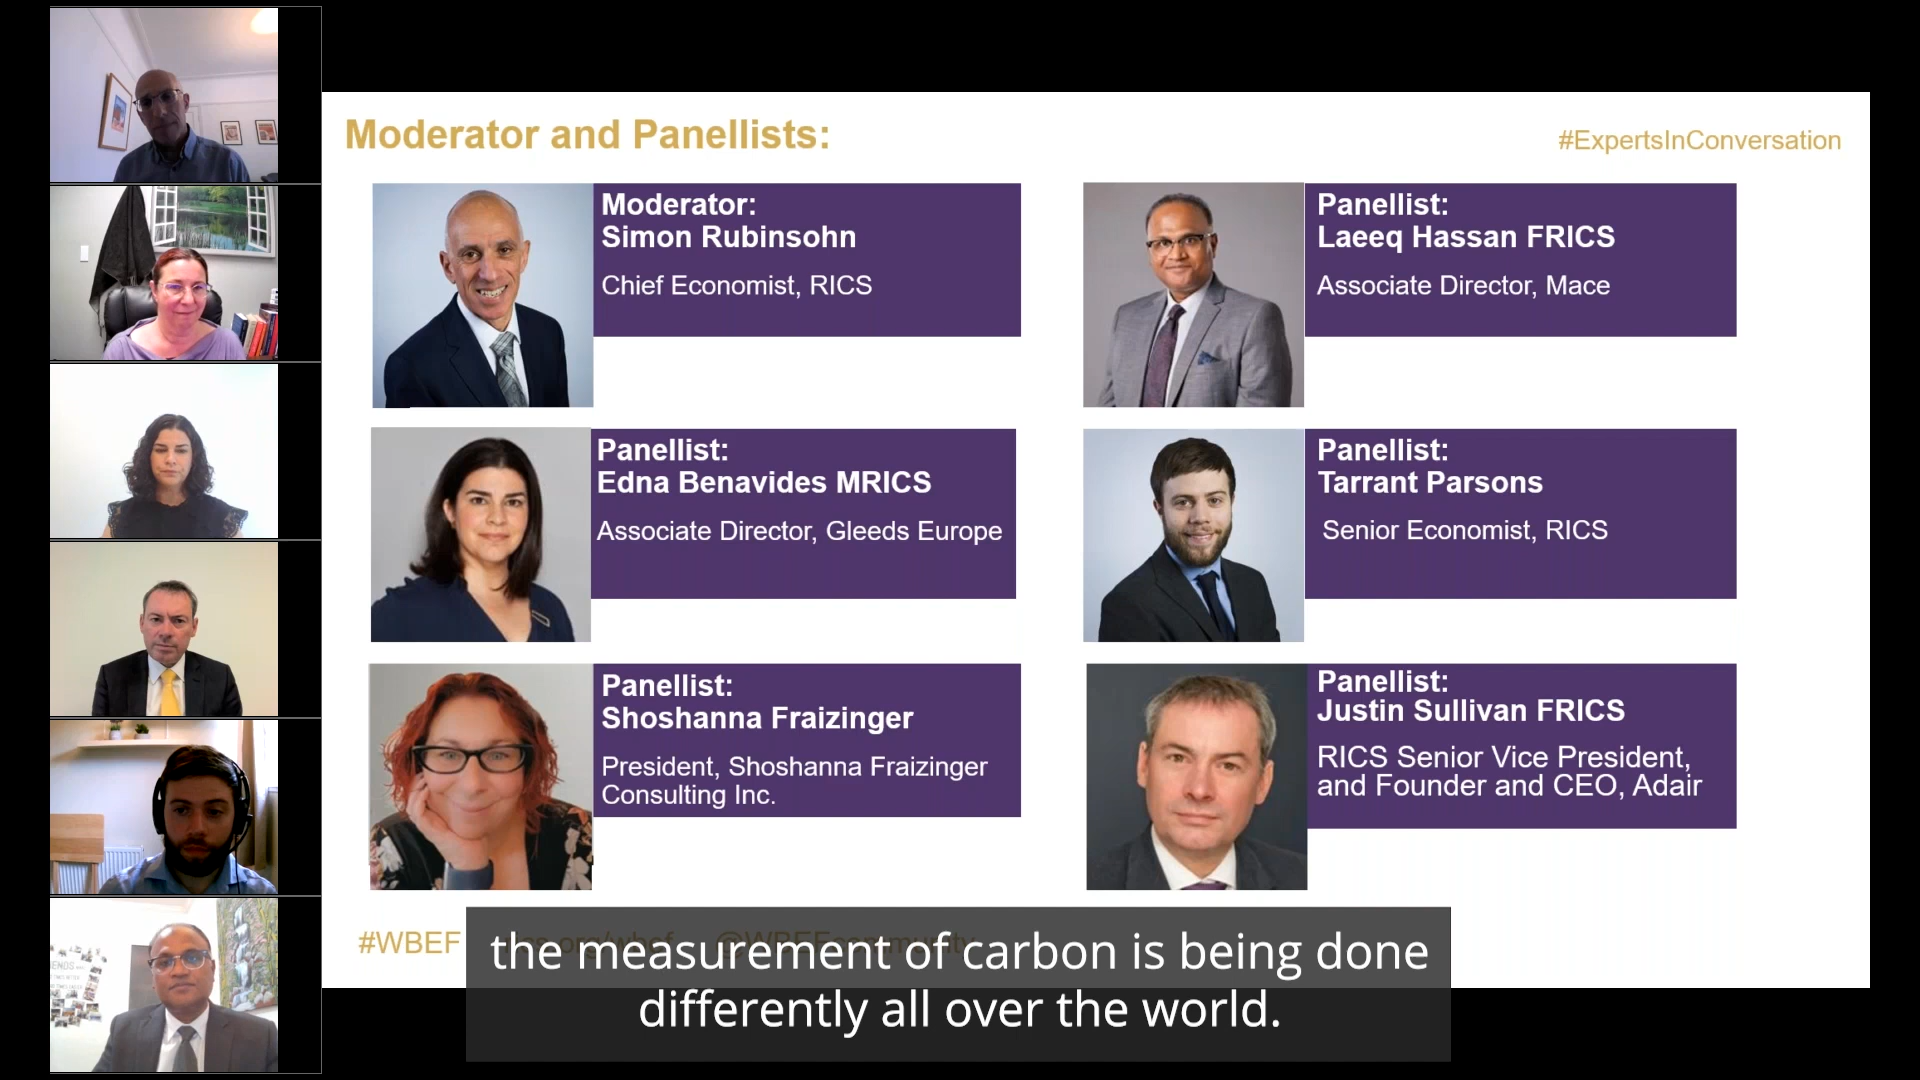 Moderator and Panellists:
#ExpertsInConversation
Moderator:
Simon Rubinsohn
Chief Economist, RICS
Panellist:
Laeeq Hassan FRICS
Associate Director, Mace
Panellist:
Edna Benavides MRICS
Associate Director, Gleeds Europe
Panellist:
Tarrant Parsons
Senior Economist, RICS
Panellist:
Shoshanna Fraizinger
President, Shoshanna Fraizinger
Consulting Inc.
Panellist:
Justin Sullivan FRICS
RICS Senior Vice President,
and Founder and CEO, Adair
#WBEF
the measurement of carbon is being done
differently all over the world.